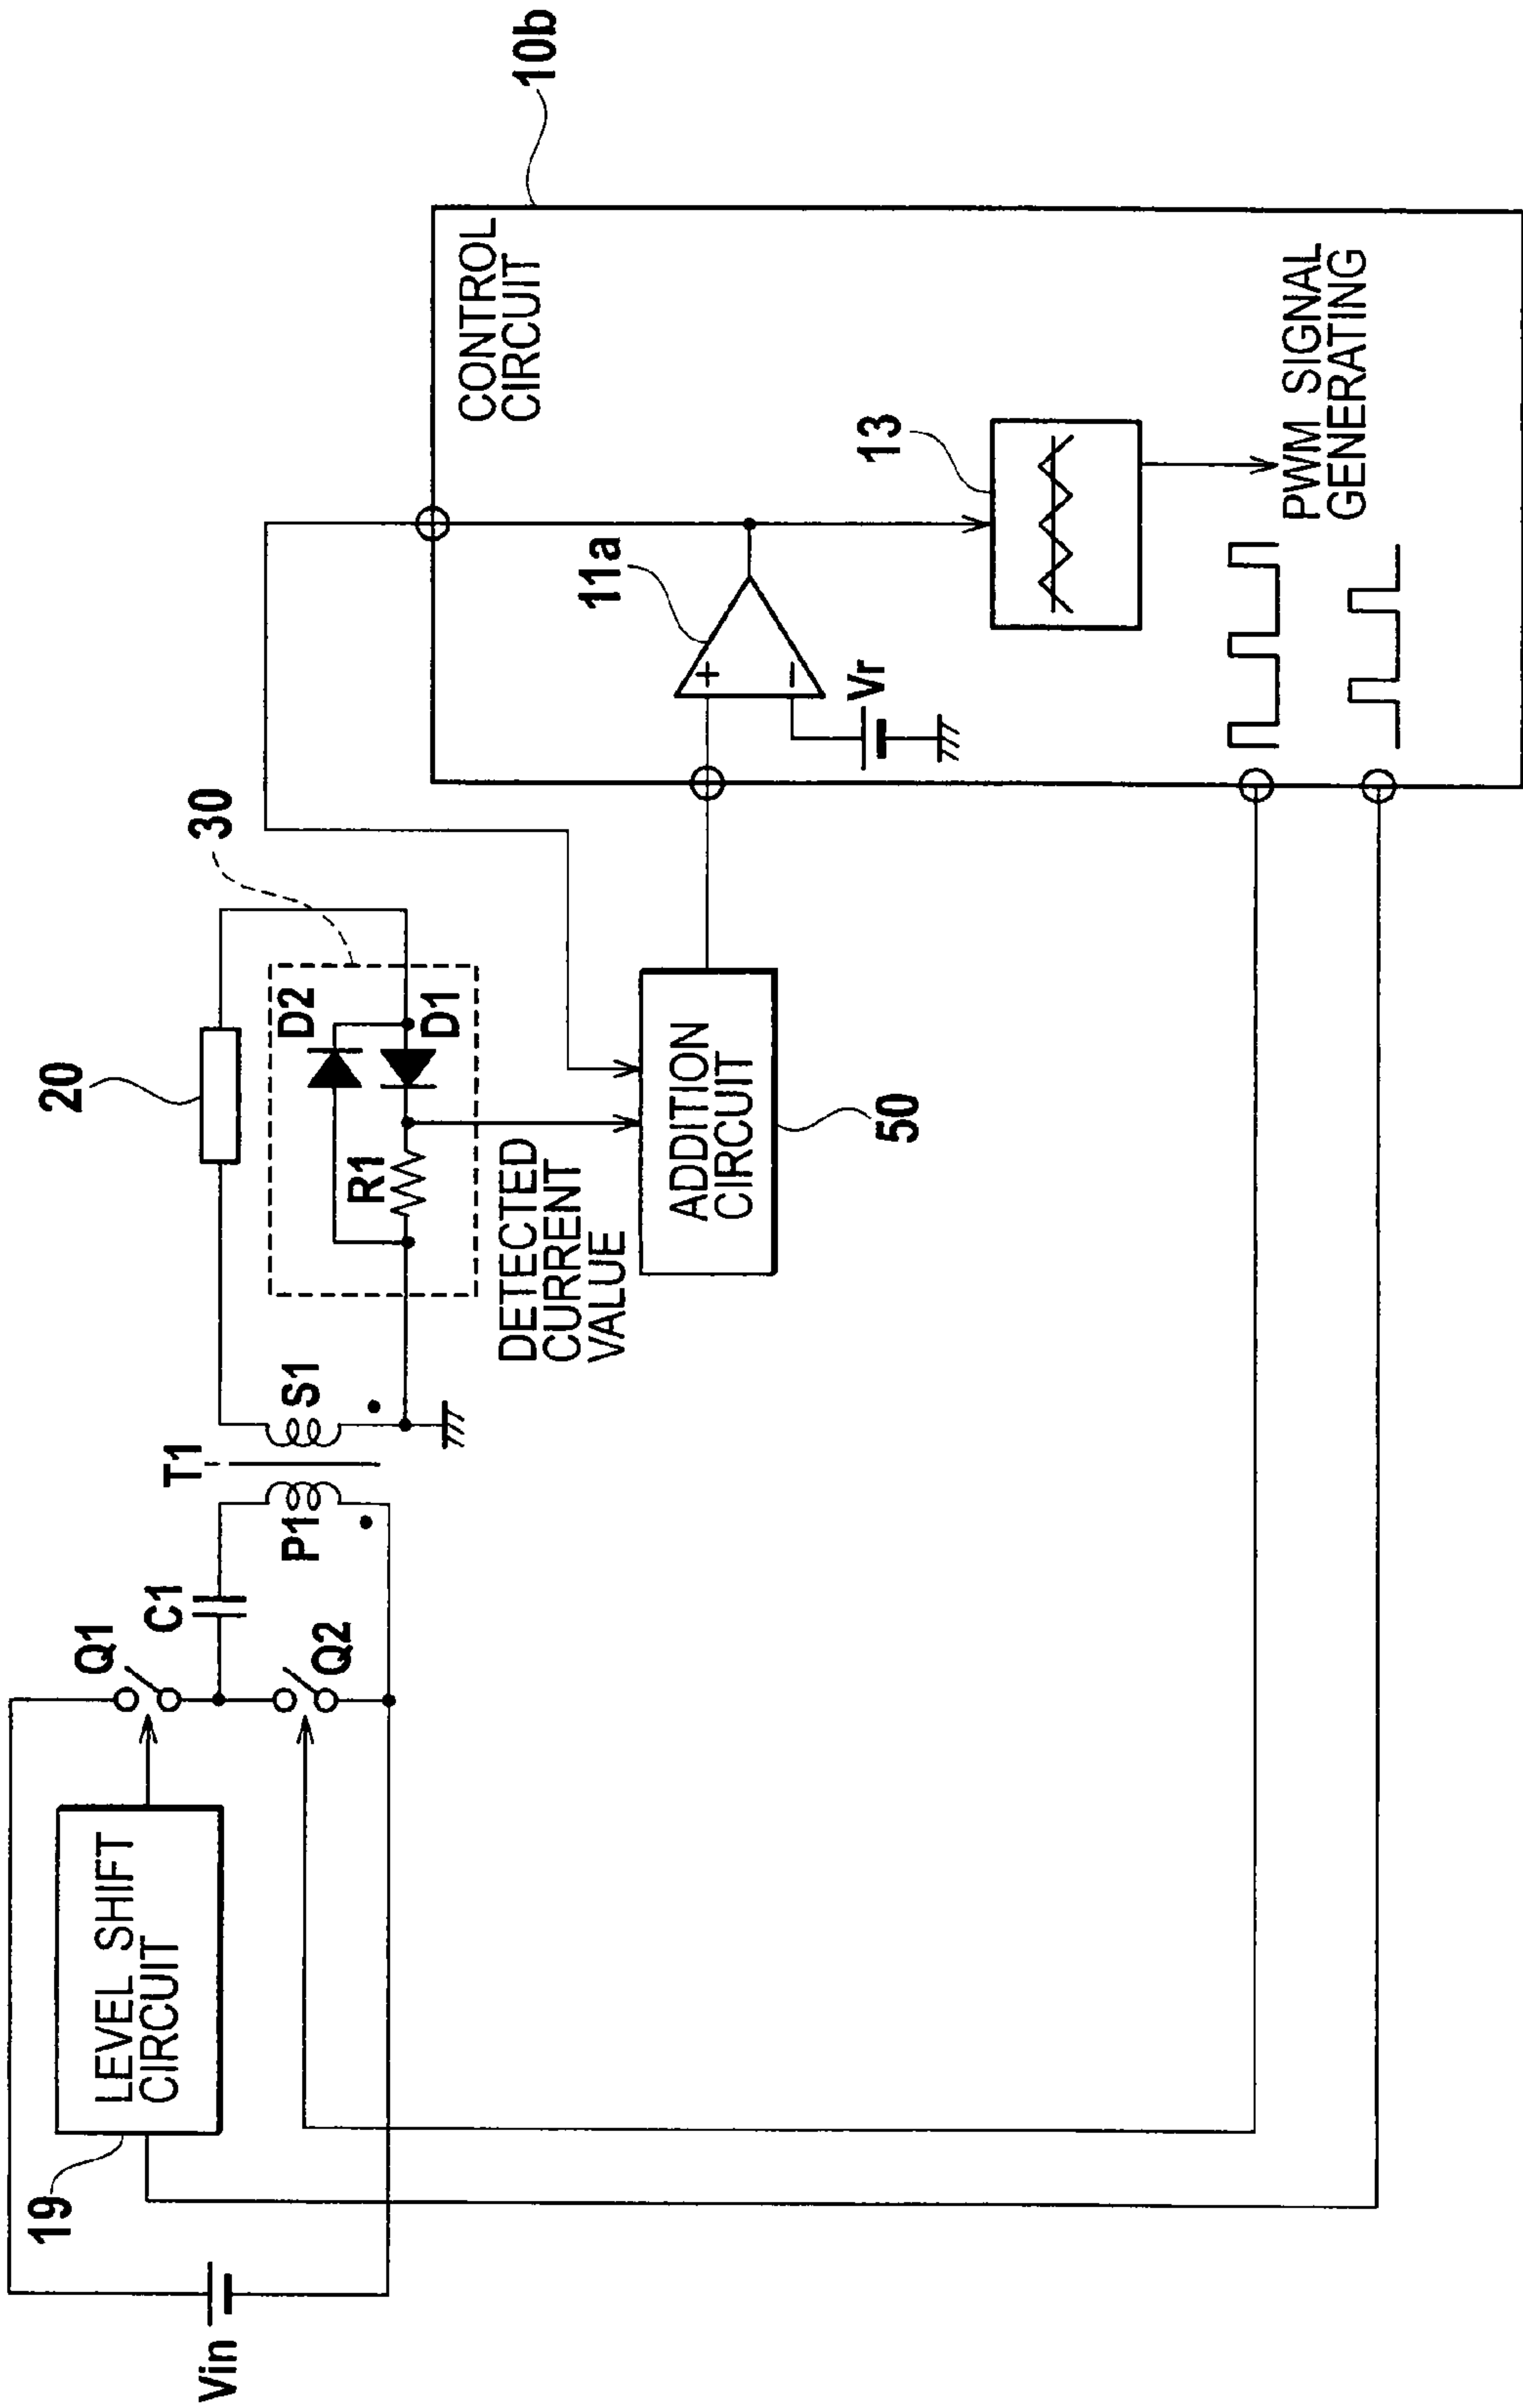 Vin
19
LEVEL SHIFT
CIRCUIT
Q1
Q2
C1
T1
P1
S1
20
30
D2
D1
R1
DETECTED
CURRENT
VALUE
ADDITION
CIRCUIT
50
10b
CONTROL
CIRCUIT
11a
+
−
Vr
13
PWM SIGNAL
GENERATING